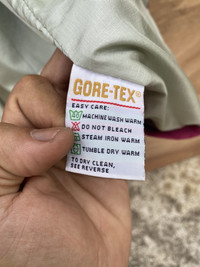 GORE-TEX®
EASY CARE:
MACHINE WASH WARM
DO NOT BLEACH
STEAM IRON WARM
TUMBLE DRY WARM
TO DRY CLEAN,
SEE REVERSE